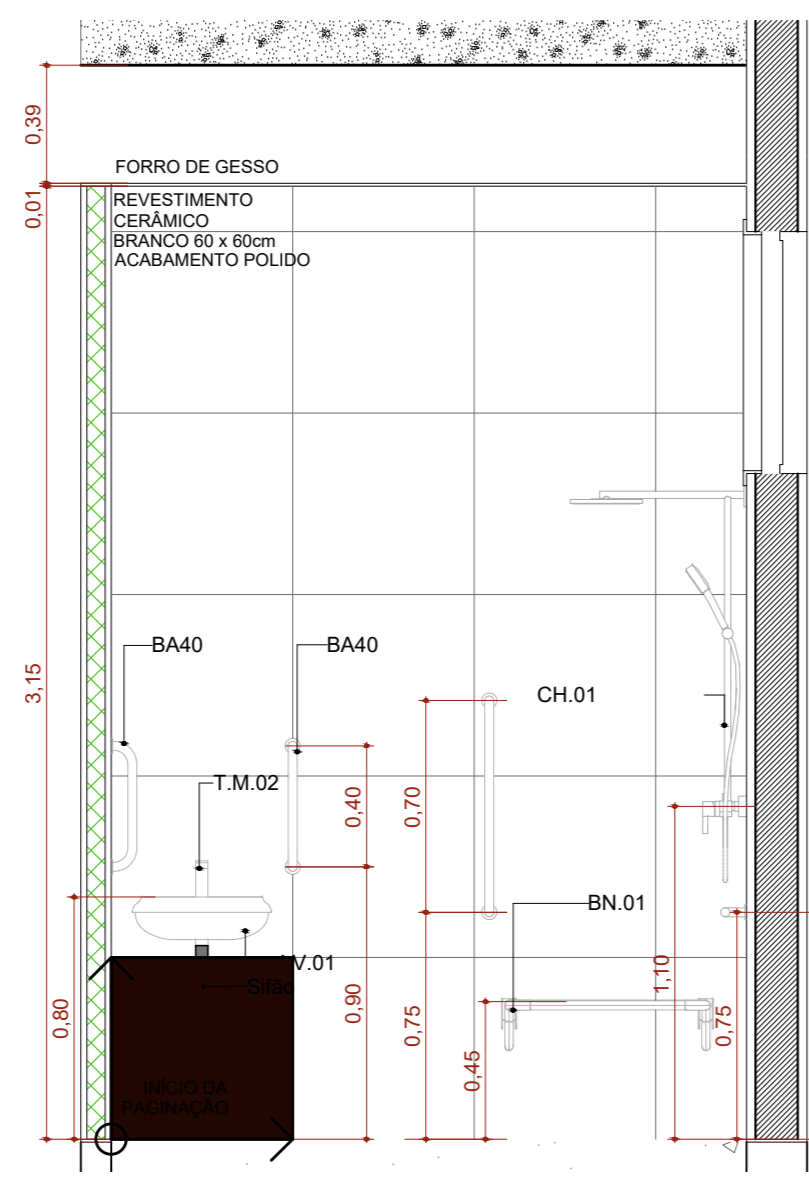 0,39
FORRO DE GESSO
0,01
REVESTIMENTO
CERÂMICO
BRANCO 60 x 60cm
ACABAMENTO POLIDO
3,15
BA40
BA40
CH.01
T.M.02
0,40
0,70
BN.01
V.01
Sifão
1,10
0,80
0,90
0,75
0,75
0,45
INÍCIO DA
PAGINAÇÃO